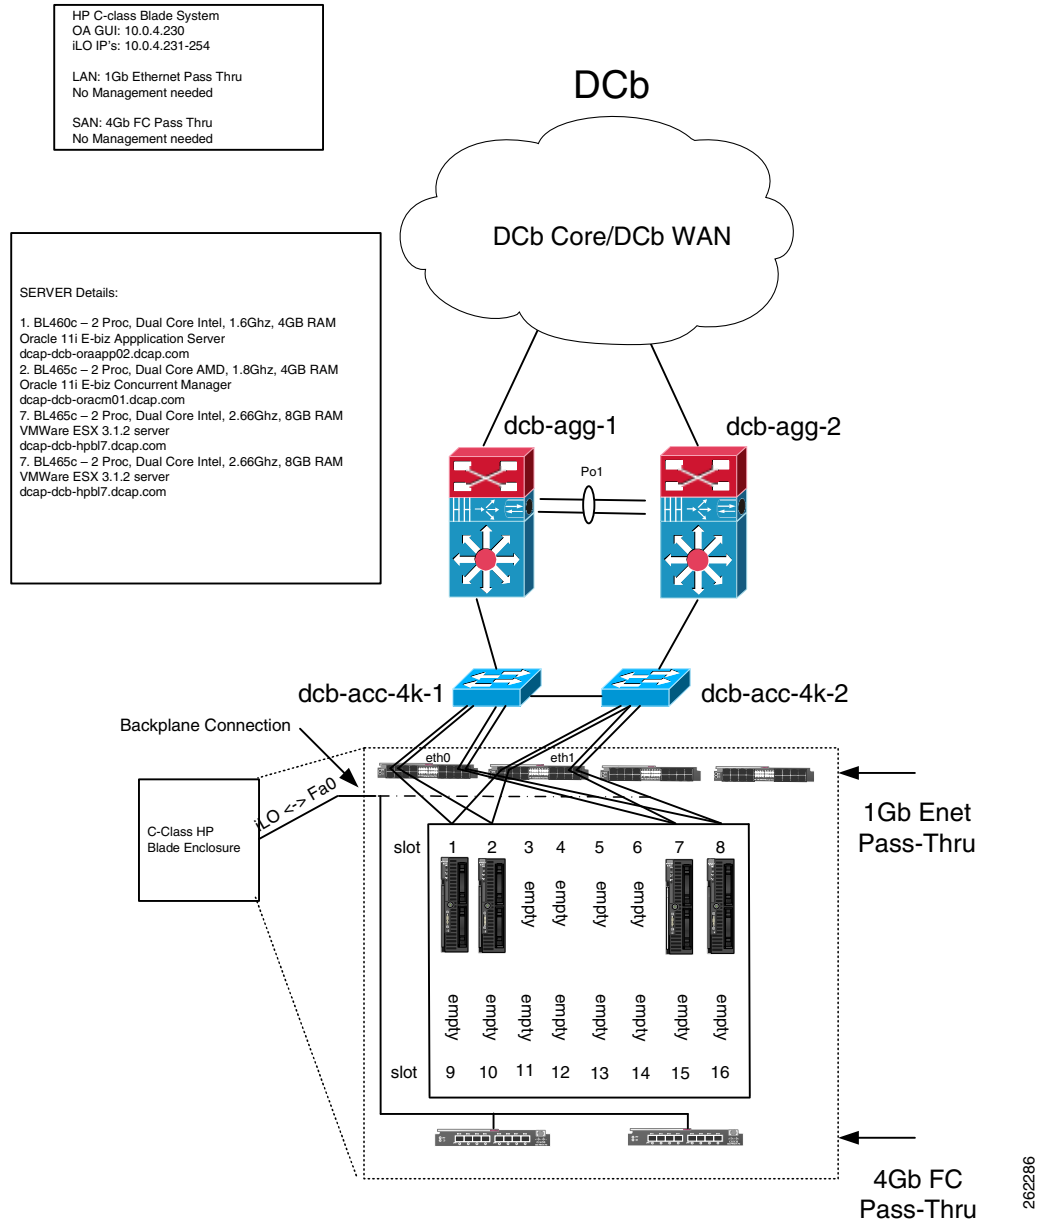 HP C-class Blade System
OA GUI: 10.0.4.230
iLO IP's: 10.0.4.231-254
LAN: 1Gb Ethernet Pass Thru
No Management needed
SAN: 4Gb FC Pass Thru
No Management needed
DCb
DCb Core/DCb WAN
SERVER Details:
1. BL460c – 2 Proc, Dual Core Intel, 1.6Ghz, 4GB RAM
Oracle 11i E-biz Appplication Server
dcap-dcb-oraapp02.dcap.com
2. BL465c – 2 Proc, Dual Core AMD, 1.8Ghz, 4GB RAM
Oracle 11i E-biz Concurrent Manager
dcap-dcb-oracm01.dcap.com
7. BL465c – 2 Proc, Dual Core Intel, 2.66Ghz, 8GB RAM
VMWare ESX 3.1.2 server
dcap-dcb-hpbl7.dcap.com
7. BL465c – 2 Proc, Dual Core Intel, 2.66Ghz, 8GB RAM
VMWare ESX 3.1.2 server
dcap-dcb-hpbl7.dcap.com
dcb-agg-1
dcb-agg-2
Po1
dcb-acc-4k-1
dcb-acc-4k-2
Backplane Connection
eth0
eth1
iLO <-> Fa0
1Gb Enet
Pass-Thru
C-Class HP
Blade Enclosure
slot 1 2 3 4 5 6 7 8
empty empty empty empty
empty empty empty empty empty empty empty empty
slot 9 10 11 12 13 14 15 16
4Gb FC
Pass-Thru
262286